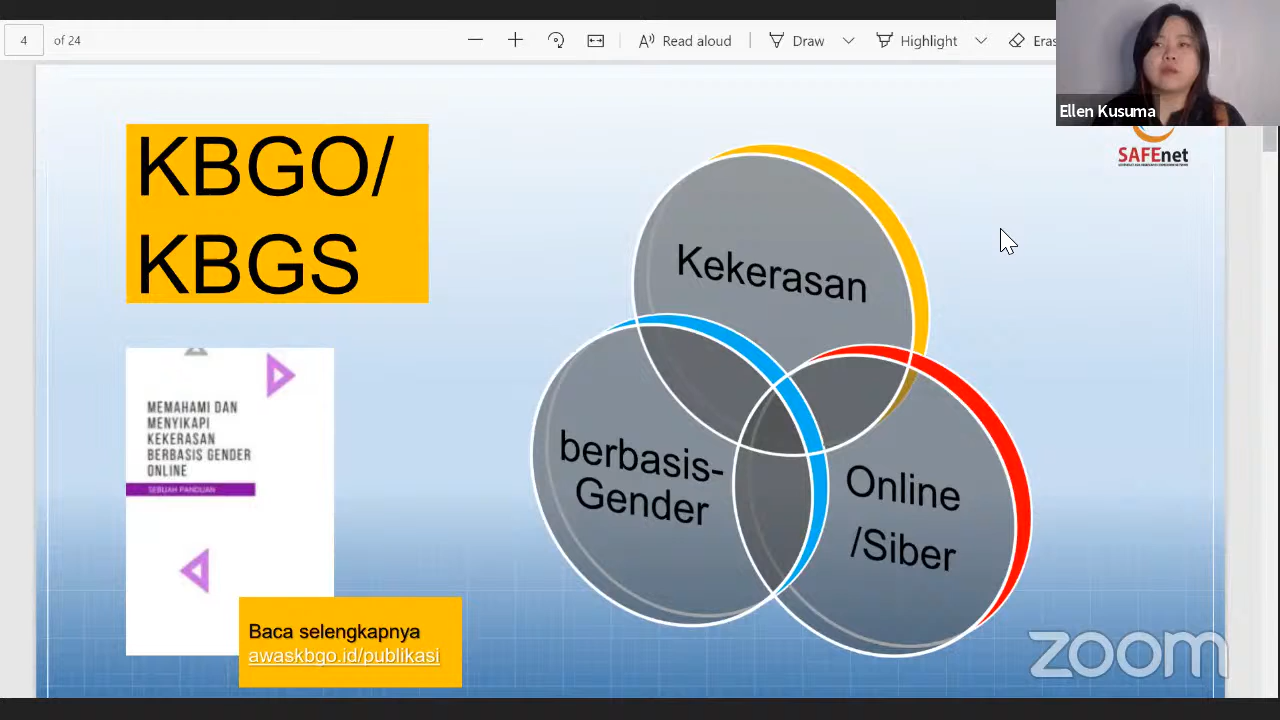 4 of 24
Read aloud
Draw
Highlight
Eras
Ellen Kusuma
SAFEnet
KBGO/
KBGS
Kekerasan
berbasis-
Gender
Online
/Siber
MEMAHAMI DAN
MENYIKAPI
KEKERASAN
BERBASIS GENDER
ONLINE
SEBUAH PANDUAN
Baca selengkapnya
awaskbgo.id/publikasi
zoom